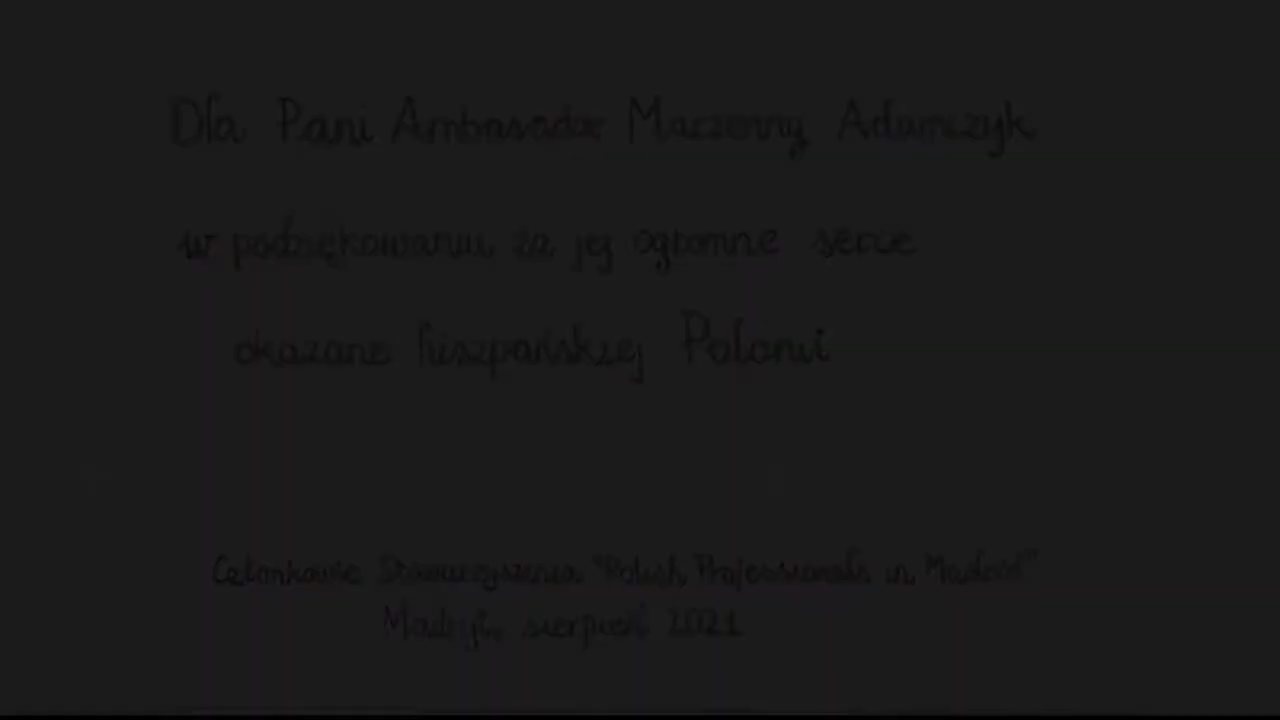 Dla Pani Ambasador Marzenny Adamczyk
w podziękowaniu za jej ogromne serce
okazane hiszpańskiej Polonii
Członkowie Stowarzyszenia "Polish Professionals in Madrid"
Madryt, sierpień 2021